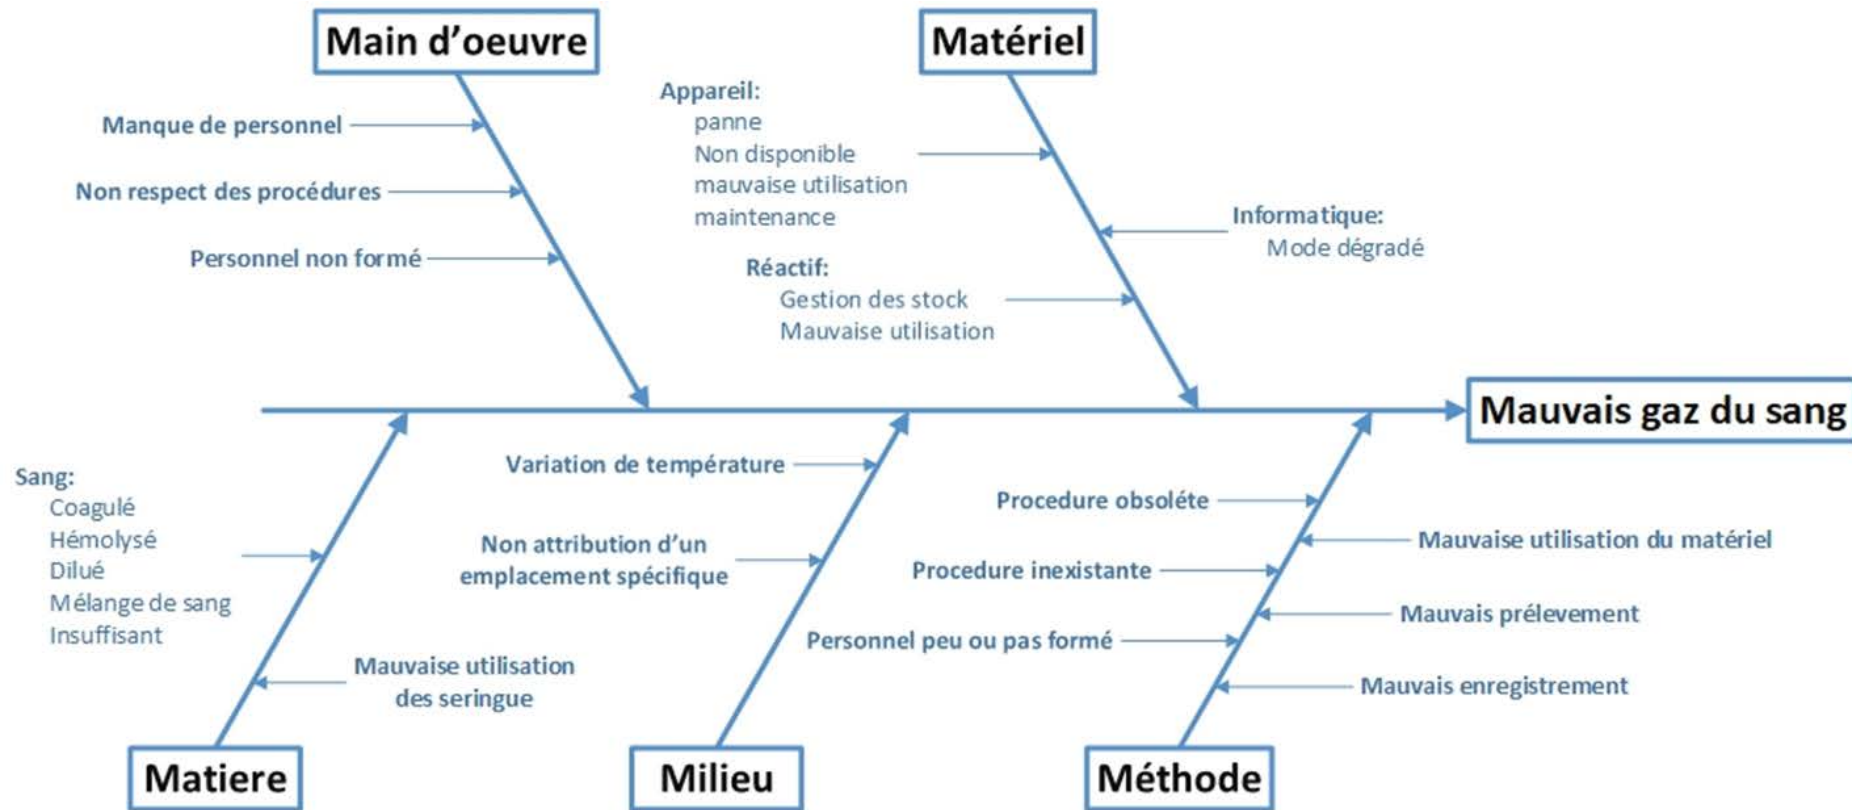 Main d'oeuvre
Manque de personnel
Non respect des procédures
Personnel non formé
Matériel
Appareil:
panne
Non disponible
mauvaise utilisation
maintenance
Informatique:
Mode dégradé
Réactif:
Gestion des stock
Mauvaise utilisation
Mauvais gaz du sang
Sang:
Coagulé
Hémolysé
Dilué
Mélange de sang
Insuffisant
Mauvaise utilisation
des seringue
Matiere
Variation de température
Non attribution d'un
emplacement spécifique
Milieu
Procedure obsoléte
Mauvaise utilisation du matériel
Procedure inexistante
Mauvais prélevement
Personnel peu ou pas formé
Mauvais enregistrement
Méthode